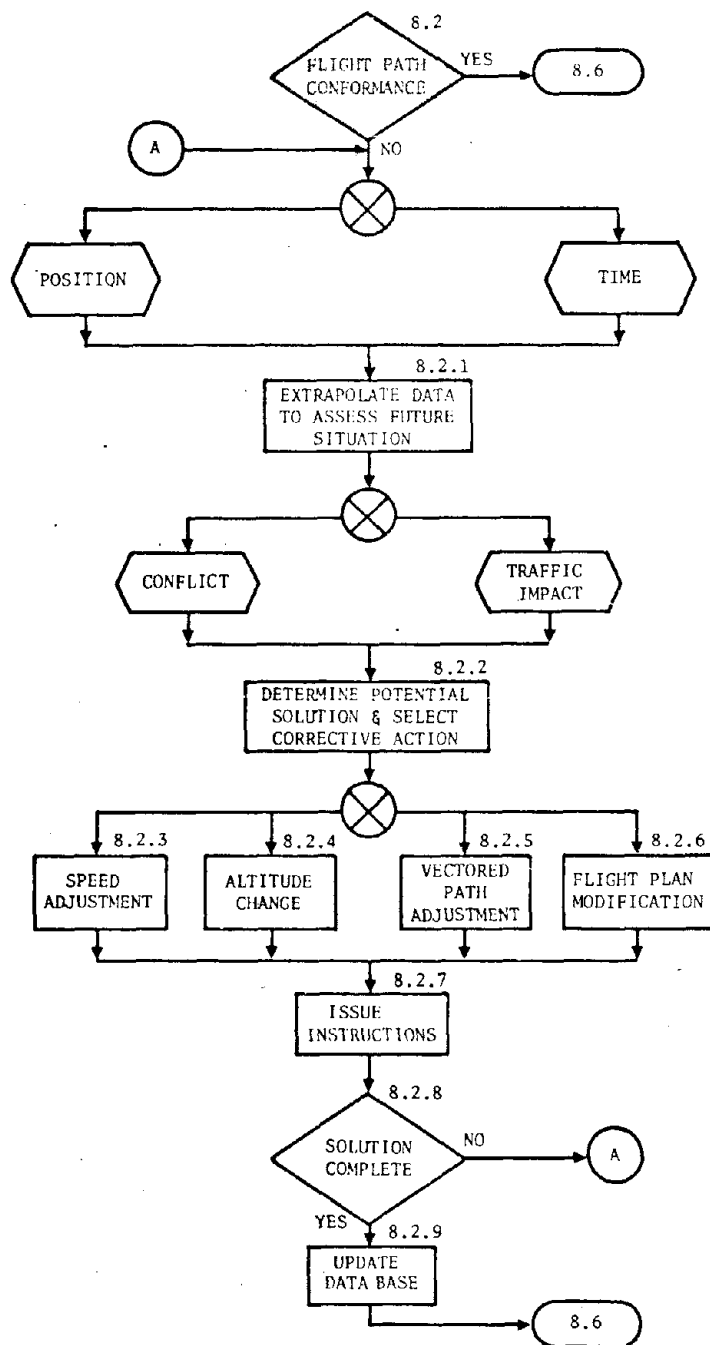 8.2
FLIGHT PATH
CONFORMANCE
YES
8.6
A
NO
POSITION
TIME
8.2.1
EXTRAPOLATE DATA
TO ASSESS FUTURE
SITUATION
CONFLICT
TRAFFIC
IMPACT
8.2.2
DETERMINE POTENTIAL
SOLUTION & SELECT
CORRECTIVE ACTION
8.2.3
SPEED
ADJUSTMENT
8.2.4
ALTITUDE
CHANGE
8.2.5
VECTORED
PATH
ADJUSTMENT
8.2.6
FLIGHT PLAN
MODIFICATION
8.2.7
ISSUE
INSTRUCTIONS
8.2.8
SOLUTION
COMPLETE
NO
A
YES
8.2.9
UPDATE
DATA BASE
8.6